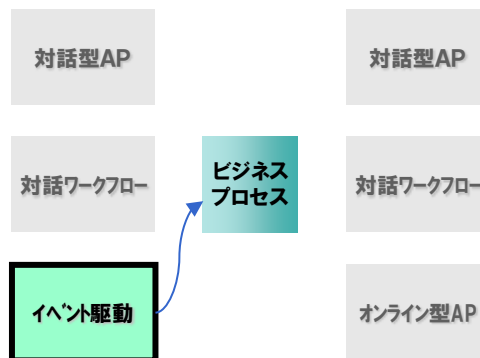 対話型AP
対話型AP
対話ワークフロー
ビジネス
プロセス
対話ワークフロー
イベント駆動
オンライン型AP